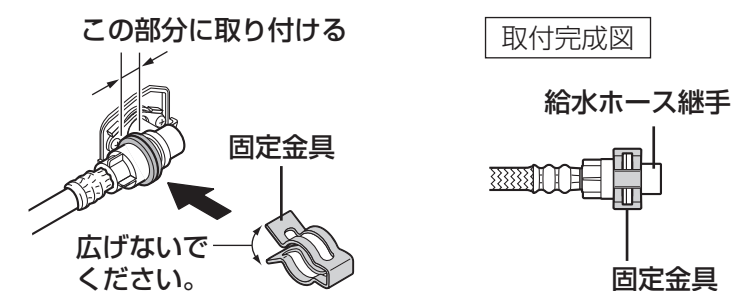 この部分に取り付ける
固定金具
広げないで
ください。
取付完成図
給水ホース継手
固定金具